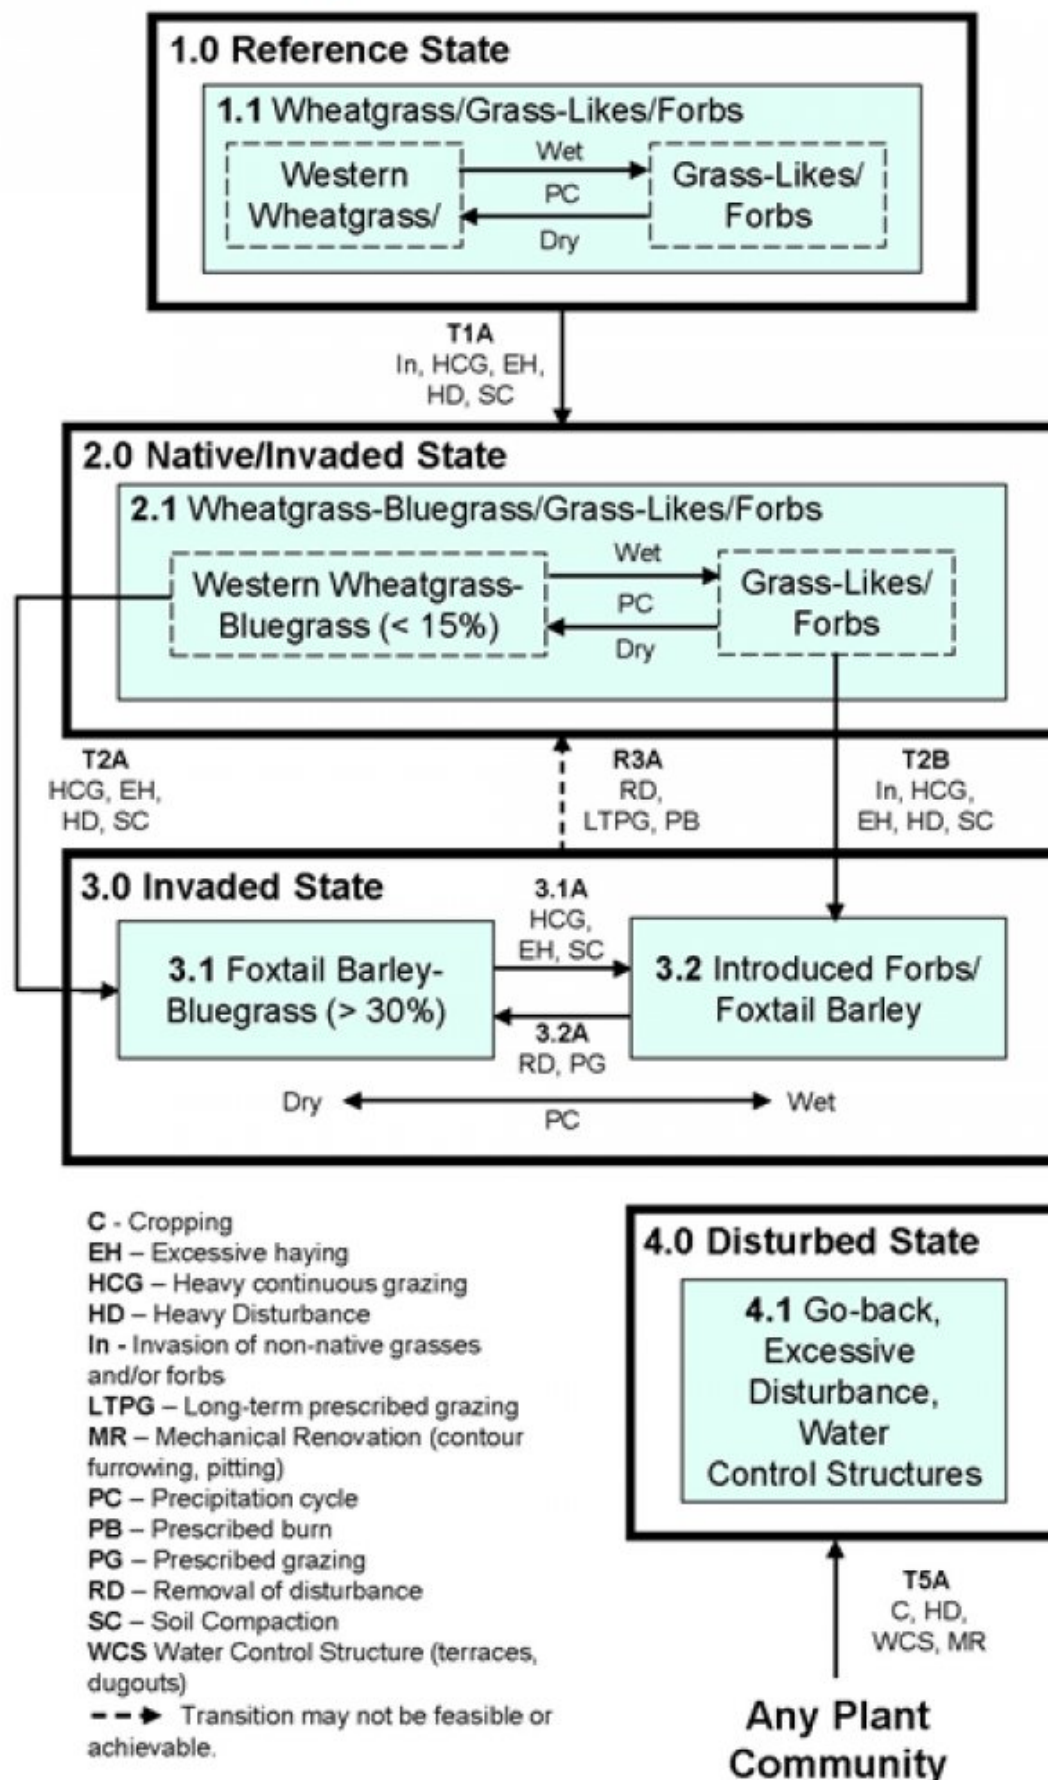 1.0 Reference State
1.1 Wheatgrass/Grass-Likes/Forbs
Western
Wheatgrass/
Wet
PC
Dry
Grass-Likes/
Forbs
T1A
In, HCG, EH,
HD, SC
2.0 Native/Invaded State
2.1 Wheatgrass-Bluegrass/Grass-Likes/Forbs
Western Wheatgrass-
Bluegrass (< 15%)
Wet
PC
Dry
Grass-Likes/
Forbs
T2A
HCG, EH,
HD, SC
R3A
RD,
LTPG, PB
T2B
In, HCG,
EH, HD, SC
3.0 Invaded State
3.1 Foxtail Barley-
Bluegrass (> 30%)
3.1A
HCG,
EH, SC
3.2A
RD, PG
3.2 Introduced Forbs/
Foxtail Barley
Dry
PC
Wet
C - Cropping
EH – Excessive haying
HCG – Heavy continuous grazing
HD – Heavy Disturbance
In - Invasion of non-native grasses
and/or forbs
LTPG – Long-term prescribed grazing
MR – Mechanical Renovation (contour
furrowing, pitting)
PC – Precipitation cycle
PB – Prescribed burn
PG – Prescribed grazing
RD – Removal of disturbance
SC – Soil Compaction
WCS Water Control Structure (terraces,
dugouts)
Transition may not be feasible or
achievable.
4.0 Disturbed State
4.1 Go-back,
Excessive
Disturbance,
Water
Control Structures
T5A
C, HD,
WCS, MR
Any Plant
Community